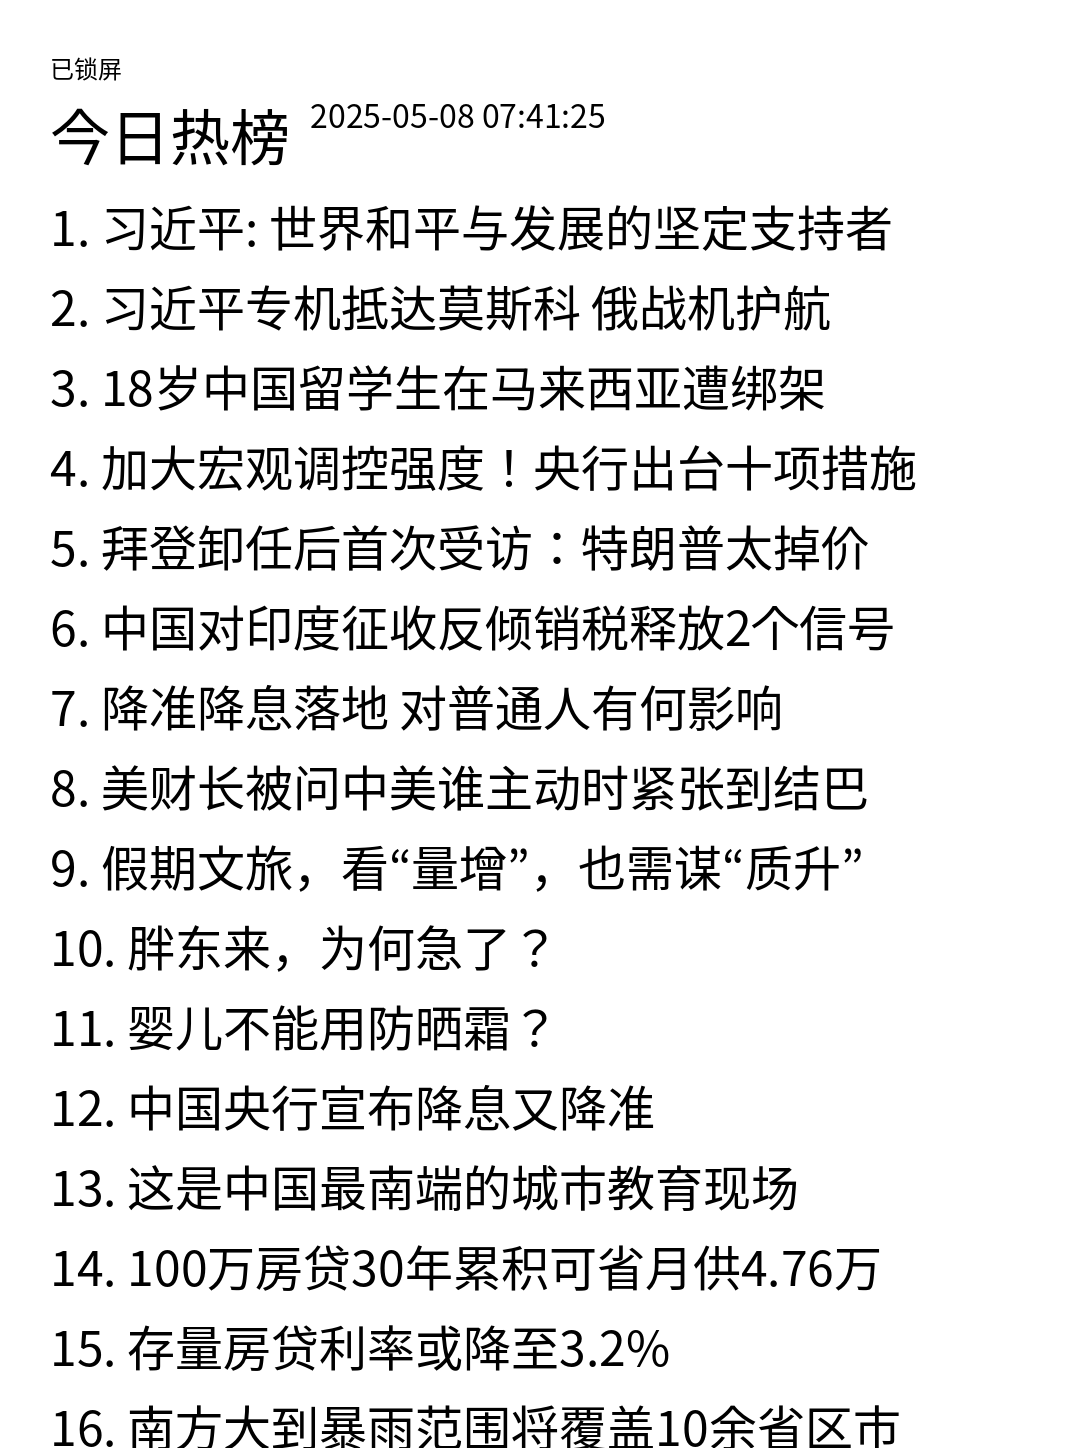 已锁屏
今日热榜 2025-05-08 07:41:25
1. 习近平: 世界和平与发展的坚定支持者
2. 习近平专机抵达莫斯科 俄战机护航
3. 18岁中国留学生在马来西亚遭绑架
4. 加大宏观调控强度！央行出台十项措施
5. 拜登卸任后首次受访：特朗普太掉价
6. 中国对印度征收反倾销税释放2个信号
7. 降准降息落地 对普通人有何影响
8. 美财长被问中美谁主动时紧张到结巴
9. 假期文旅，看“量增”，也需谋“质升”
10. 胖东来，为何急了？
11. 婴儿不能用防晒霜？
12. 中国央行宣布降息又降准
13. 这是中国最南端的城市教育现场
14. 100万房贷30年累积可省月供4.76万
15. 存量房贷利率或降至3.2%
16. 南方大到暴雨范围将覆盖10余省区市